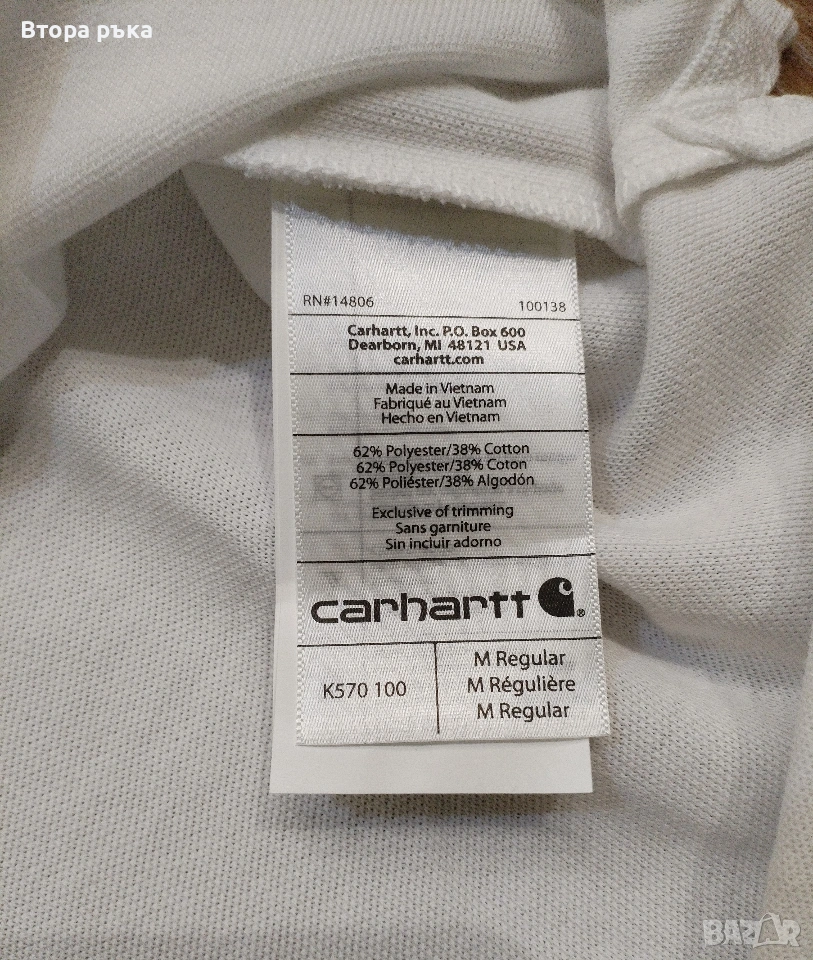 Втора ръка
RN#14806 100138
Carhartt, Inc. P.O. Box 600
Dearborn, MI 48121 USA
carhartt.com
Made in Vietnam
Fabriqué au Vietnam
Hecho en Vietnam
62% Polyester/38% Cotton
62% Polyester/38% Coton
62% Poliéster/38% Algodón
Exclusive of trimming
Sans garniture
Sin incluir adorno
carhartt®
K570 100
M Regular
M Régulière
M Regular
BAZAR